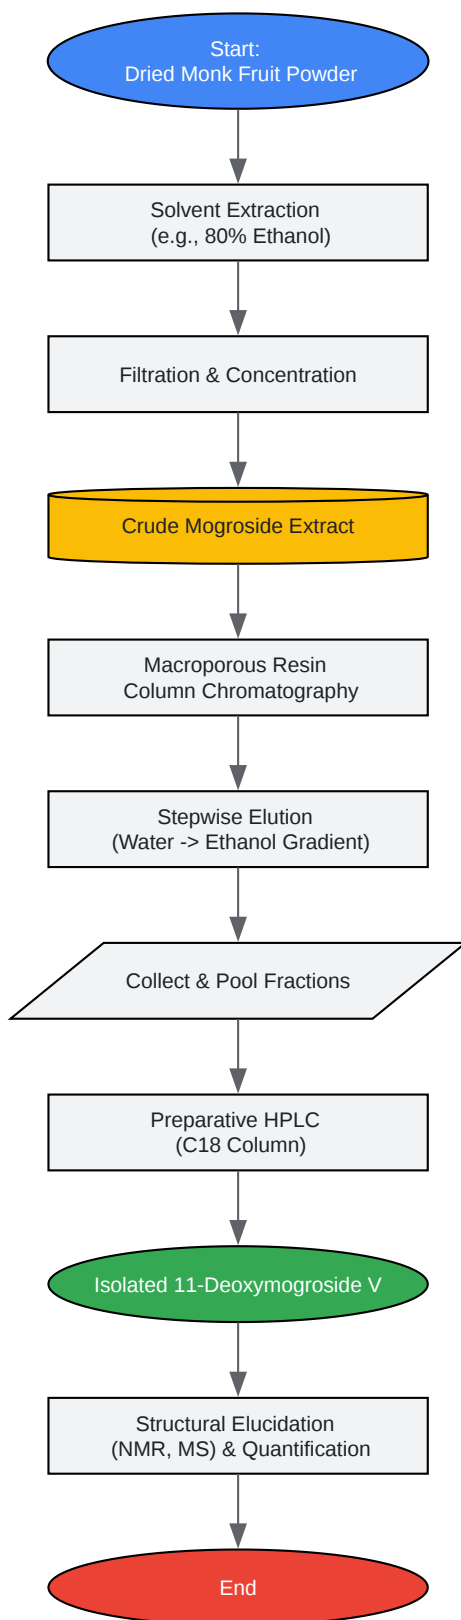 Start:
Dried Monk Fruit Powder
Solvent Extraction
(e.g., 80% Ethanol)
Filtration & Concentration
Crude Mogroside Extract
Macroporous Resin
Column Chromatography
Stepwise Elution
(Water -> Ethanol Gradient)
Collect & Pool Fractions
Preparative HPLC
(C18 Column)
Isolated 11-Deoxymogroside V
Structural Elucidation
(NMR, MS) & Quantification
End